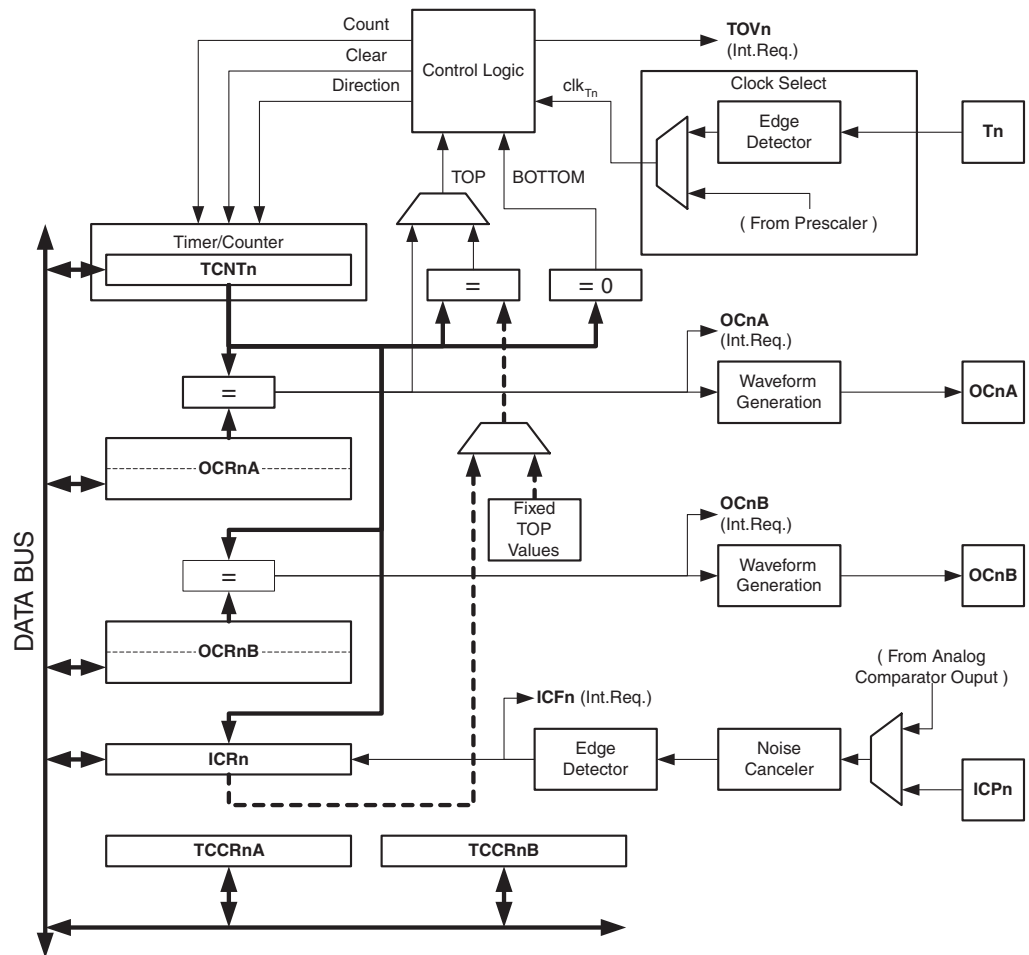 Count
Clear
Direction
Control Logic
TOVn
(Int.Req.)
clkTn
Clock Select
Edge
Detector
Tn
( From Prescaler )
TOP
BOTTOM
Timer/Counter
TCNTn
=
= 0
OCnA
(Int.Req.)
=
Waveform
Generation
OCnA
OCRnA
Fixed
TOP
Values
OCnB
(Int.Req.)
=
Waveform
Generation
OCnB
DATA BUS
OCRnB
( From Analog
Comparator Ouput )
ICFn (Int.Req.)
ICRn
Edge
Detector
Noise
Canceler
ICPn
TCCRnA
TCCRnB